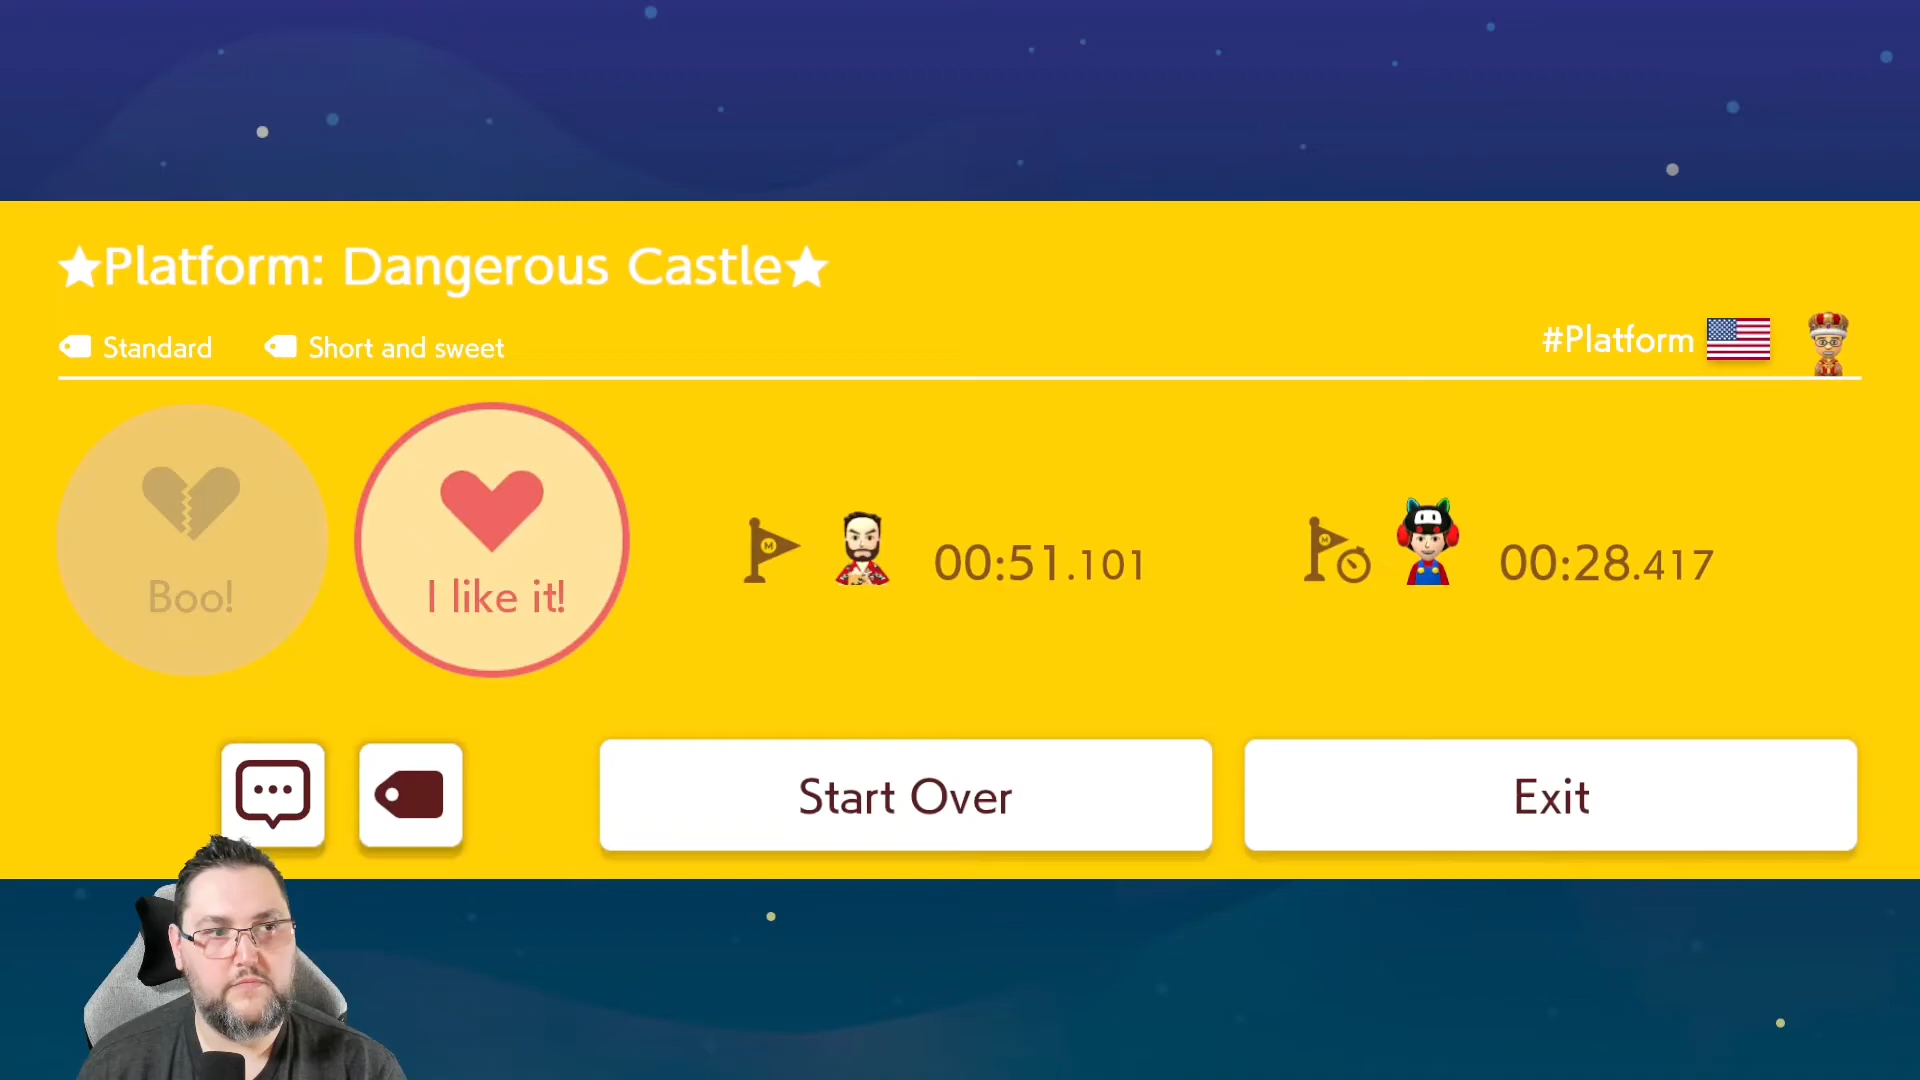 ★Platform: Dangerous Castle★
Standard Short and sweet
#Platform
Boo!
I like it!
M
00:51.101
M
00:28.417
Start Over
Exit